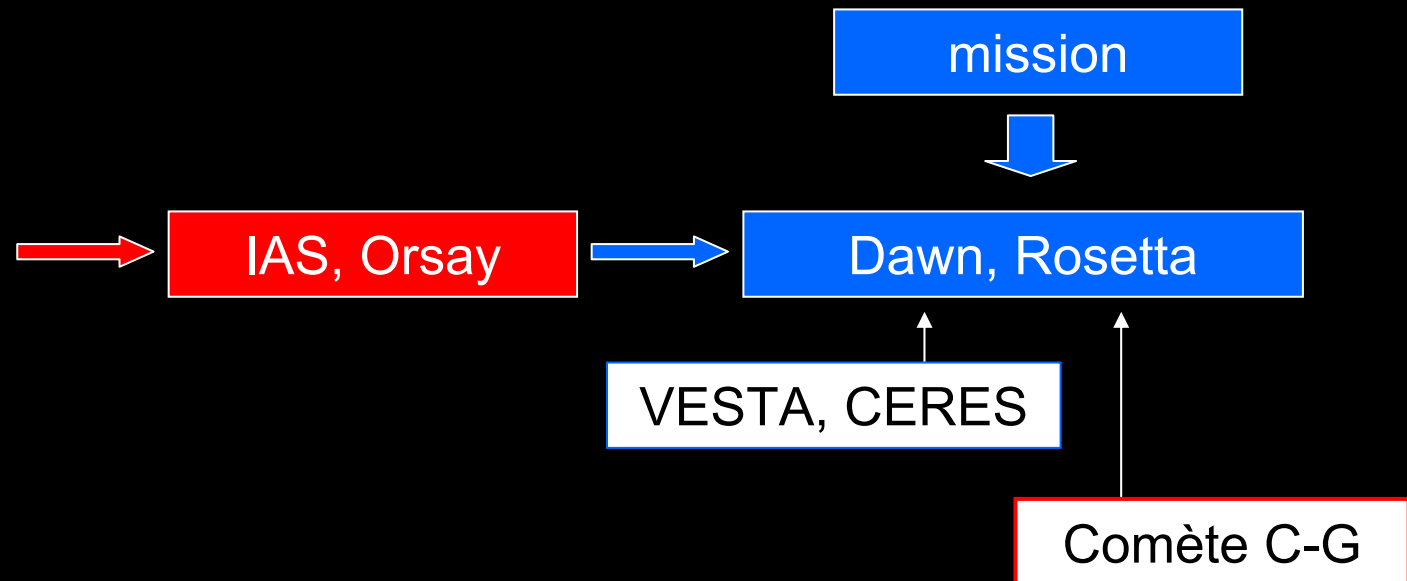 mission
IAS, Orsay
Dawn, Rosetta
VESTA, CERES
Comète C-G